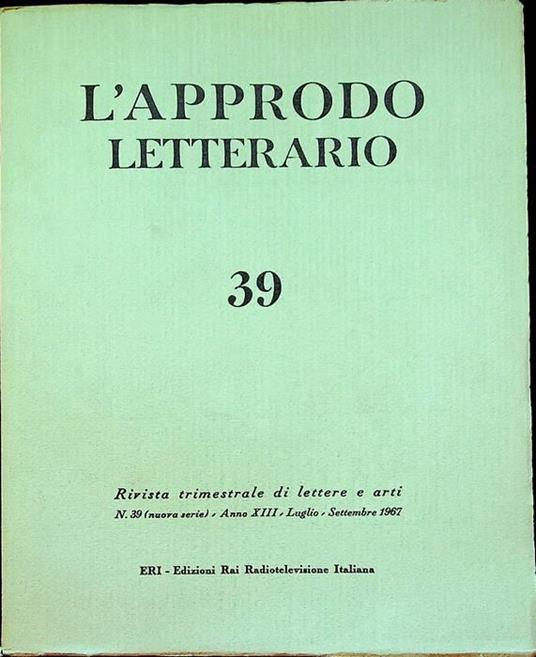 L'APPRODO
LETTERARIO
39
Rivista trimestrale di lettere e arti
N. 39 (nuova serie) - Anno XIII - Luglio - Settembre 1967
ERI - Edizioni Rai Radiotelevisione Italiana